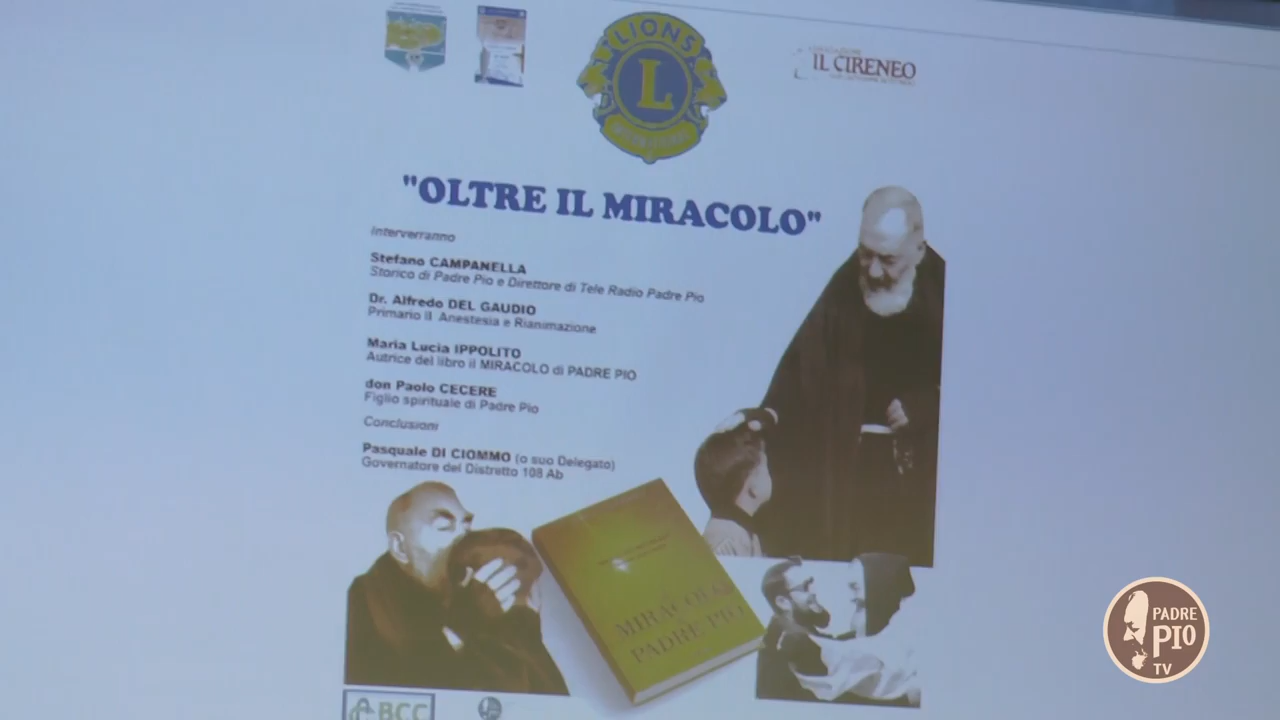 LIONS
L
IL CIRENEO
"OLTRE IL MIRACOLO"
Interverranno
Stefano CAMPANELLA
Storico di Padre Pio e Direttore di Tele Radio Padre Pio
Dr. Alfredo DEL GAUDIO
Primario il Anestesia e Rianimazione
Maria Lucia IPPOLITO
Autrice del libro il MIRACOLO di PADRE PIO
don Paolo CECERE
Figlio spirituale di Padre Pio
Conclusioni
Pasquale DI CIOMMO (o suo Delegato)
Governatore del Distretto 108 Ab
MIRACOLO
PADRE PIO
BCC
PADRE
PIO
TV